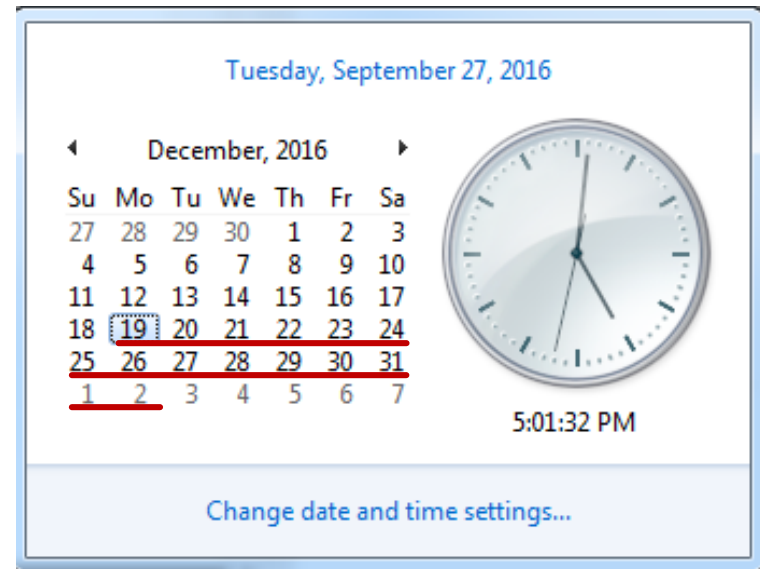 Tuesday, September 27, 2016
December, 2016
Su Mo Tu We Th Fr Sa
27 28 29 30 1 2 3
4 5 6 7 8 9 10
11 12 13 14 15 16 17
18 19 20 21 22 23 24
25 26 27 28 29 30 31
1 2 3 4 5 6 7
5:01:32 PM
Change date and time settings...